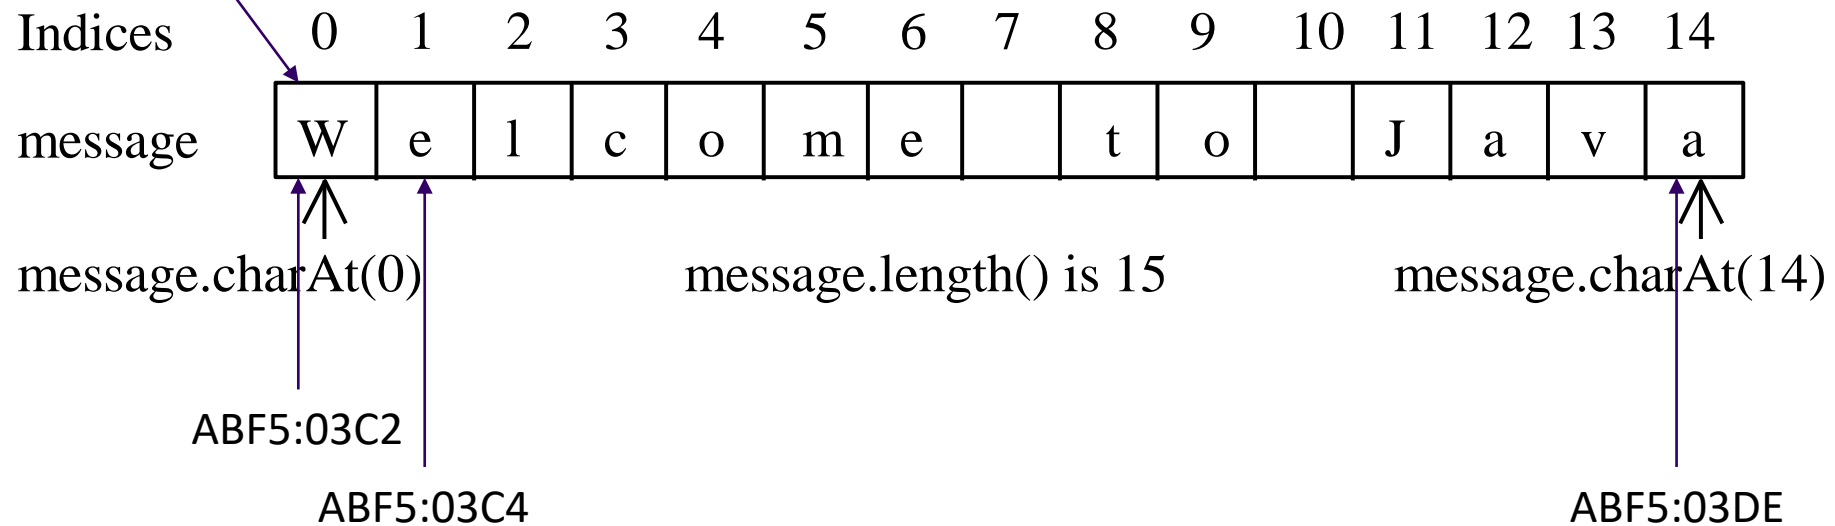 Indices 0 1 2 3 4 5 6 7 8 9 10 11 12 13 14
message W e l c o m e t o J a v a
message.charAt(0) message.length() is 15 message.charAt(14)
ABF5:03C2
ABF5:03C4 ABF5:03DE